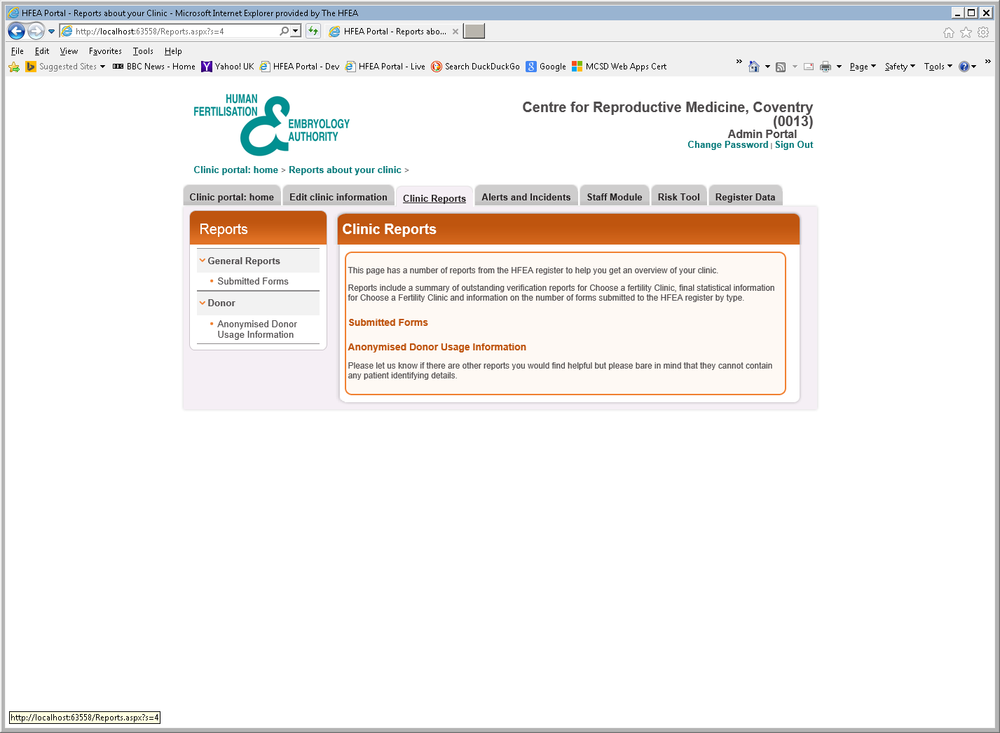 HFEA Portal - Reports about your Clinic - Microsoft Internet Explorer provided by The HFEA
http://localhost:63558/Reports.aspx?s=4
HFEA Portal - Reports abo...
File Edit View Favorites Tools Help
Suggested Sites BBC News - Home Yahoo! UK HFEA Portal - Dev HFEA Portal - Live Search DuckDuckGo Google MCSD Web Apps Cert Page Safety Tools
HUMAN
FERTILISATION
&
EMBRYOLOGY
AUTHORITY
Centre for Reproductive Medicine, Coventry
(0013)
Admin Portal
Change Password | Sign Out
Clinic portal: home > Reports about your clinic >
Clinic portal: home Edit clinic information Clinic Reports Alerts and Incidents Staff Module Risk Tool Register Data
Reports
General Reports
Submitted Forms
Donor
Anonymised Donor
Usage Information
Clinic Reports
This page has a number of reports from the HFEA register to help you get an overview of your clinic.
Reports include a summary of outstanding verification reports for Choose a fertility Clinic, final statistical information
for Choose a Fertility Clinic and information on the number of forms submitted to the HFEA register by type.
Submitted Forms
Anonymised Donor Usage Information
Please let us know if there are other reports you would find helpful but please bare in mind that they cannot contain
any patient identifying details.
http://localhost:63558/Reports.aspx?s=4